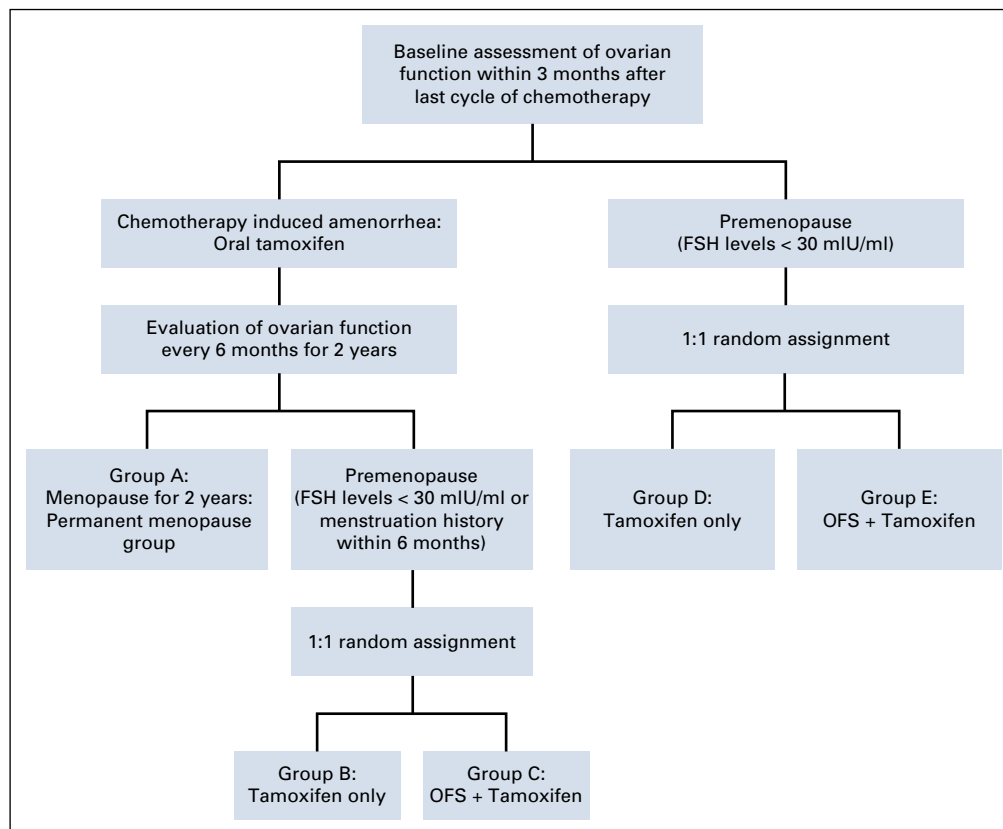 Baseline assessment of ovarian
function within 3 months after
last cycle of chemotherapy
Chemotherapy induced amenorrhea:
Oral tamoxifen
Premenopause
(FSH levels < 30 mIU/ml)
Evaluation of ovarian function
every 6 months for 2 years
1:1 random assignment
Group A:
Menopause for 2 years:
Permanent menopause
group
Premenopause
(FSH levels < 30 mIU/ml or
menstruation history
within 6 months)
Group D:
Tamoxifen only
Group E:
OFS + Tamoxifen
1:1 random assignment
Group B:
Tamoxifen only
Group C:
OFS + Tamoxifen